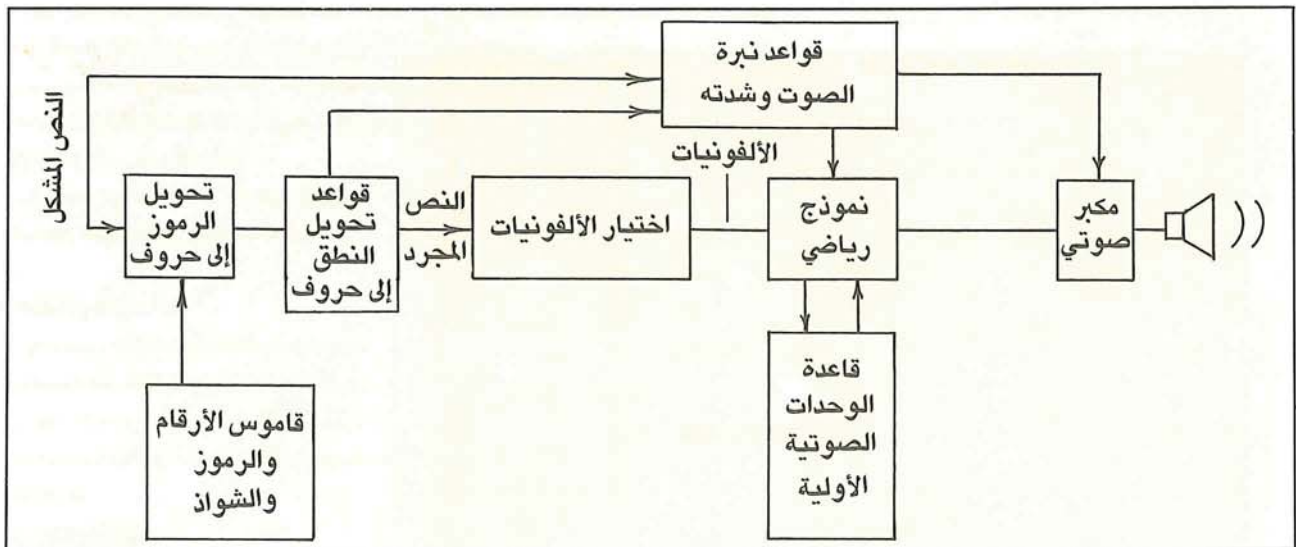 قواعد نبرة
الصوت وشدته
النص المشكل
تحويل
الرموز
إلى حروف
قواعد
تحويل
النطق
إلى حروف
النص
المجرد
اختيار الألفونيات
الألفونيات
نموذج
رياضي
مكبر
صوتي
قاموس الأرقام
والرموز
والشواذ
قاعدة
الوحدات
الصوتية
الأولية